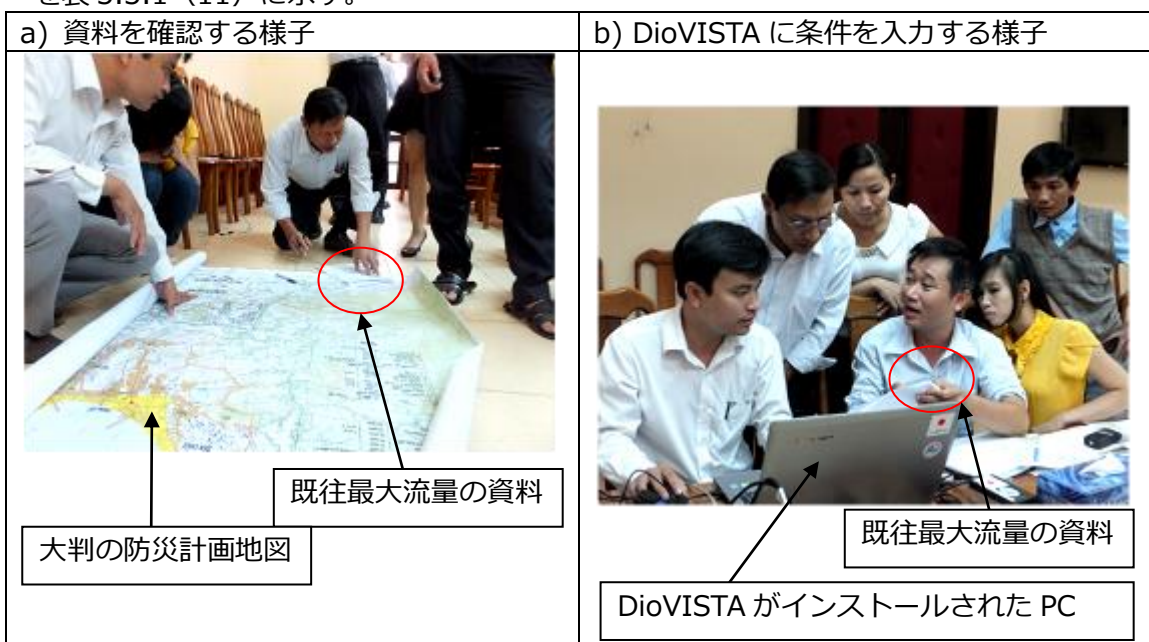 を表 3.3.1（11）に示す。
a) 資料を確認する様子
b) DioVISTA に条件を入力する様子
既往最大流量の資料
大判の防災計画地図
既往最大流量の資料
DioVISTA がインストールされた PC